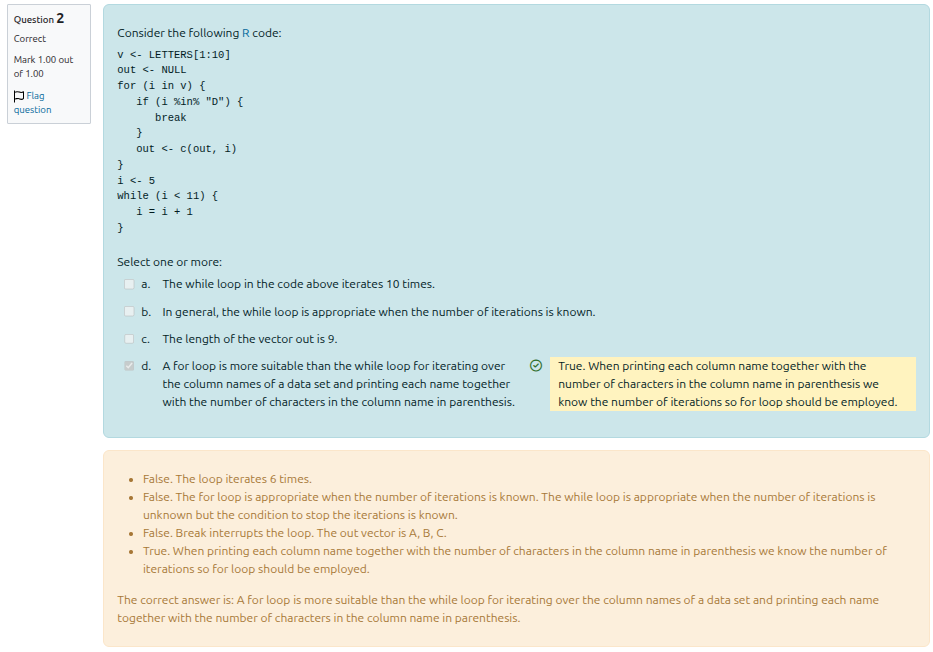 Question 2
Correct
Mark 1.00 out
of 1.00
Flag
question
Consider the following R code:
v <- LETTERS[1:10]
out <- NULL
for (i in v) {
   if (i %in% "D") {
      break
   }
   out <- c(out, i)
}
i <- 5
while (i < 11) {
   i = i + 1
}
Select one or more:
a. The while loop in the code above iterates 10 times.
b. In general, the while loop is appropriate when the number of iterations is known.
c. The length of the vector out is 9.
d. A for loop is more suitable than the while loop for iterating over
the column names of a data set and printing each name together
with the number of characters in the column name in parenthesis.
True. When printing each column name together with the
number of characters in the column name in parenthesis we
know the number of iterations so for loop should be employed.
False. The loop iterates 6 times.
False. The for loop is appropriate when the number of iterations is known. The while loop is appropriate when the number of iterations is
unknown but the condition to stop the iterations is known.
False. Break interrupts the loop. The out vector is A, B, C.
True. When printing each column name together with the number of characters in the column name in parenthesis we know the number of
iterations so for loop should be employed.
The correct answer is: A for loop is more suitable than the while loop for iterating over the column names of a data set and printing each name
together with the number of characters in the column name in parenthesis.